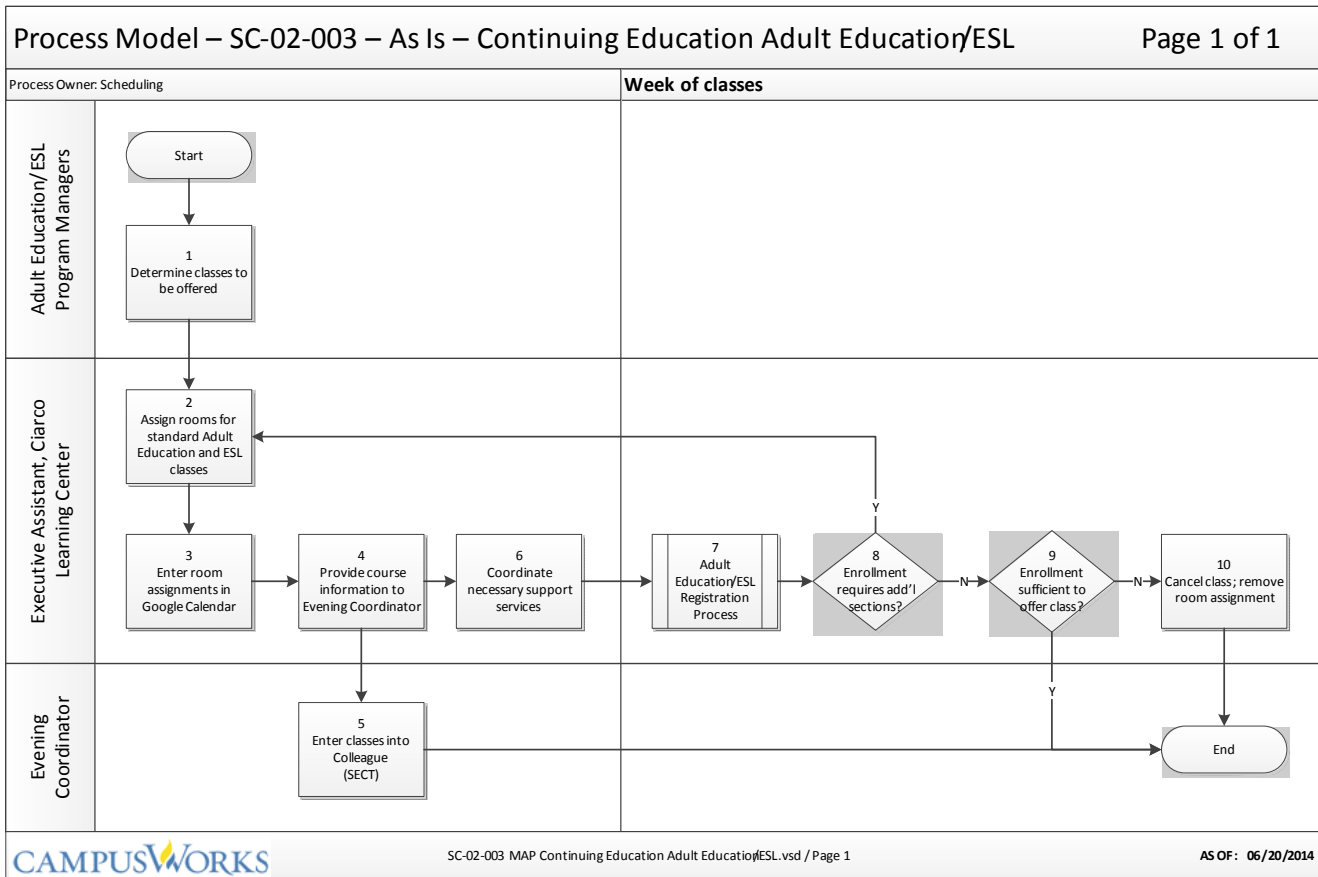 Process Model – SC-02-003 – As Is – Continuing Education Adult Education/ESL
Page 1 of 1
Process Owner: Scheduling
Week of classes
Adult Education/ESL
Program Managers
Start
1
Determine classes to
be offered
Executive Assistant, Ciarco
Learning Center
2
Assign rooms for
standard Adult
Education and ESL
classes
3
Enter room
assignments in
Google Calendar
4
Provide course
information to
Evening Coordinator
6
Coordinate
necessary support
services
7
Adult
Education/ESL
Registration
Process
Y
8
Enrollment
requires add'l
sections?
N
9
Enrollment
sufficient to
offer class?
N
10
Cancel class; remove
room assignment
Evening
Coordinator
5
Enter classes into
Colleague
(SECT)
Y
End
CAMPUSWORKS
SC-02-003 MAP Continuing Education Adult Education/ESL.vsd / Page 1
AS OF: 06/20/2014